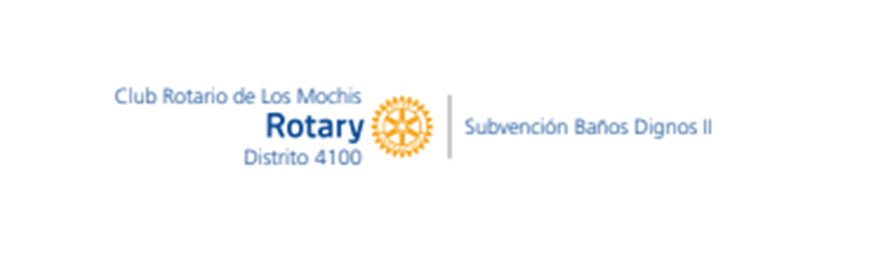 Club Rotario de Los Mochis
Rotary
Distrito 4100
Subvención Baños Dignos II